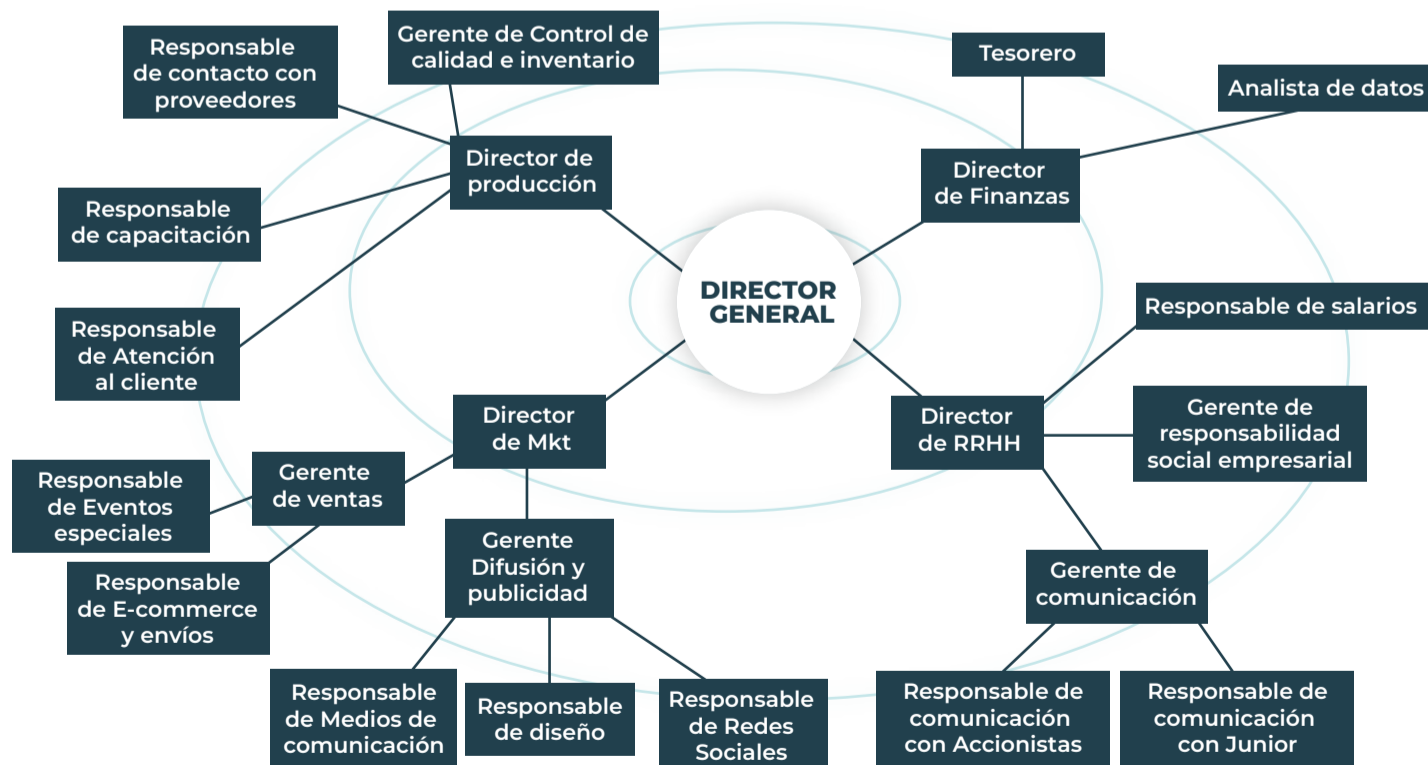 Responsable
de contacto con
proveedores
Gerente de Control de
calidad e inventario
Tesorero
Analista de datos
Director de
producción
Director
de Finanzas
Responsable
de capacitación
DIRECTOR
GENERAL
Responsable de salarios
Responsable
de Atención
al cliente
Director
de Mkt
Director
de RRHH
Gerente de
responsabilidad
social empresarial
Gerente
de ventas
Responsable
de Eventos
especiales
Gerente
Difusión y
publicidad
Gerente de
comunicación
Responsable
de E-commerce
y envíos
Responsable
de Medios de
comunicación
Responsable
de diseño
Responsable
de Redes
Sociales
Responsable de
comunicación
con Accionistas
Responsable de
comunicación
con Junior